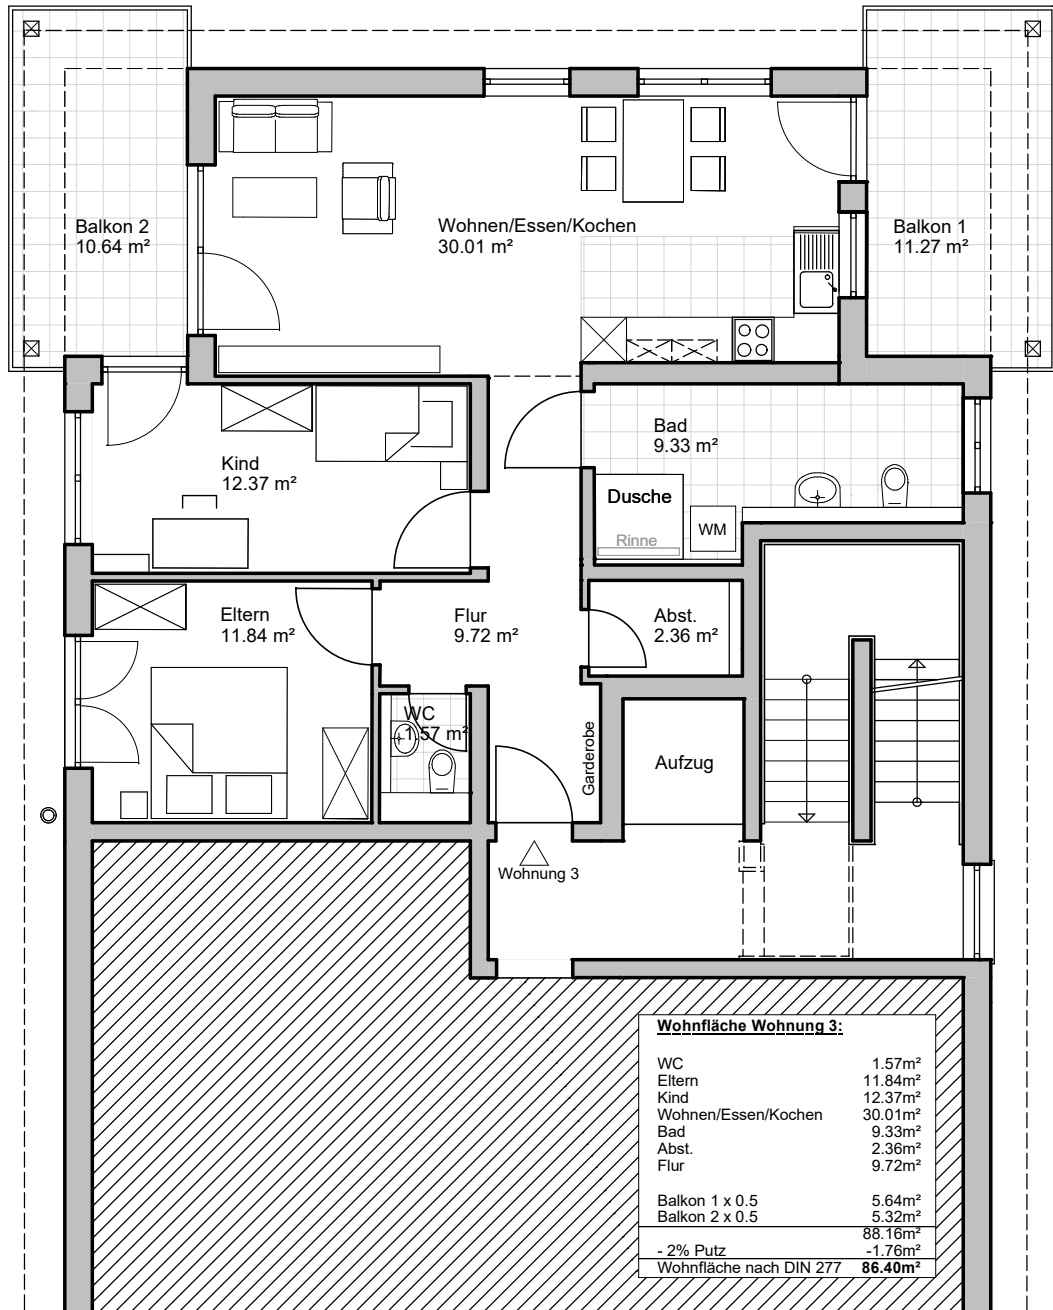 Balkon 2
10.64 m²
Wohnen/Essen/Kochen
30.01 m²
Balkon 1
11.27 m²
Kind
12.37 m²
Bad
9.33 m²
Dusche
Rinne
WM
Eltern
11.84 m²
Flur
9.72 m²
Abst.
2.36 m²
WC
1.57 m²
Garderobe
Aufzug
Wohnung 3
Wohnfläche Wohnung 3:
WC 1.57m²
Eltern 11.84m²
Kind 12.37m²
Wohnen/Essen/Kochen 30.01m²
Bad 9.33m²
Abst. 2.36m²
Flur 9.72m²
Balkon 1 x 0.5 5.64m²
Balkon 2 x 0.5 5.32m²
88.16m²
- 2% Putz -1.76m²
Wohnfläche nach DIN 277 86.40m²